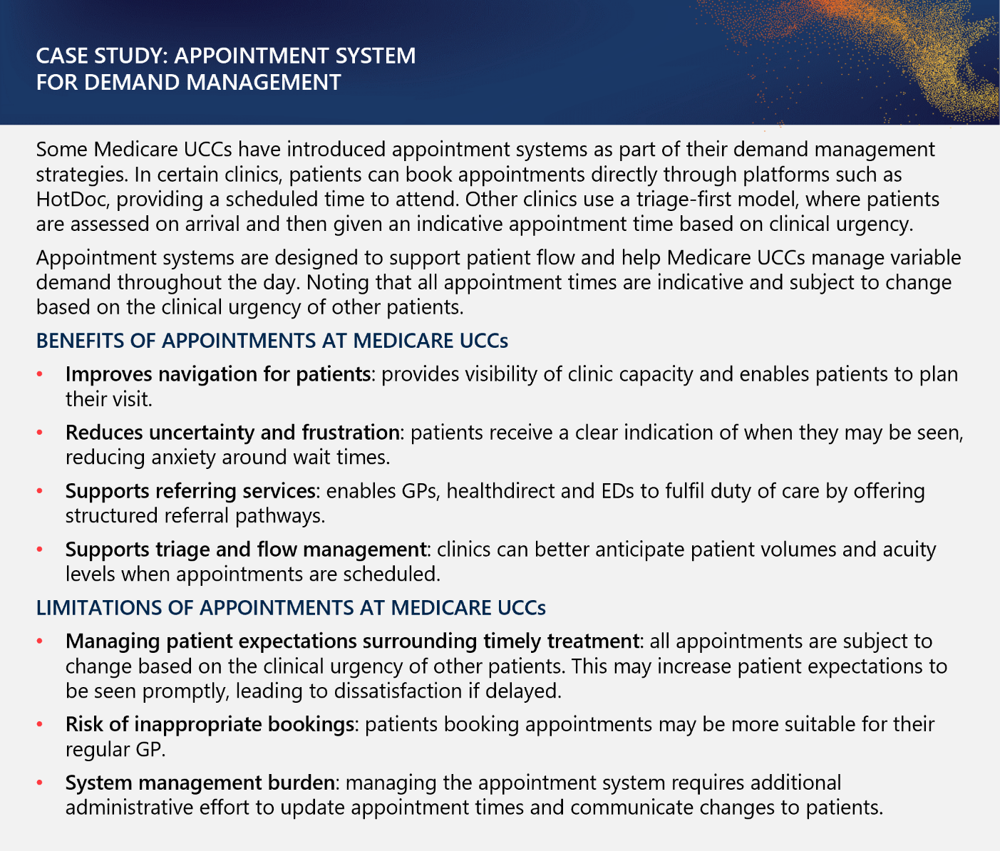 CASE STUDY: APPOINTMENT SYSTEM
FOR DEMAND MANAGEMENT
Some Medicare UCCs have introduced appointment systems as part of their demand management
strategies. In certain clinics, patients can book appointments directly through platforms such as
HotDoc, providing a scheduled time to attend. Other clinics use a triage-first model, where patients
are assessed on arrival and then given an indicative appointment time based on clinical urgency.
Appointment systems are designed to support patient flow and help Medicare UCCs manage variable
demand throughout the day. Noting that all appointment times are indicative and subject to change
based on the clinical urgency of other patients.
BENEFITS OF APPOINTMENTS AT MEDICARE UCCs
• Improves navigation for patients: provides visibility of clinic capacity and enables patients to plan
their visit.
• Reduces uncertainty and frustration: patients receive a clear indication of when they may be seen,
reducing anxiety around wait times.
• Supports referring services: enables GPs, healthdirect and EDs to fulfil duty of care by offering
structured referral pathways.
• Supports triage and flow management: clinics can better anticipate patient volumes and acuity
levels when appointments are scheduled.
LIMITATIONS OF APPOINTMENTS AT MEDICARE UCCs
• Managing patient expectations surrounding timely treatment: all appointments are subject to
change based on the clinical urgency of other patients. This may increase patient expectations to
be seen promptly, leading to dissatisfaction if delayed.
• Risk of inappropriate bookings: patients booking appointments may be more suitable for their
regular GP.
• System management burden: managing the appointment system requires additional
administrative effort to update appointment times and communicate changes to patients.